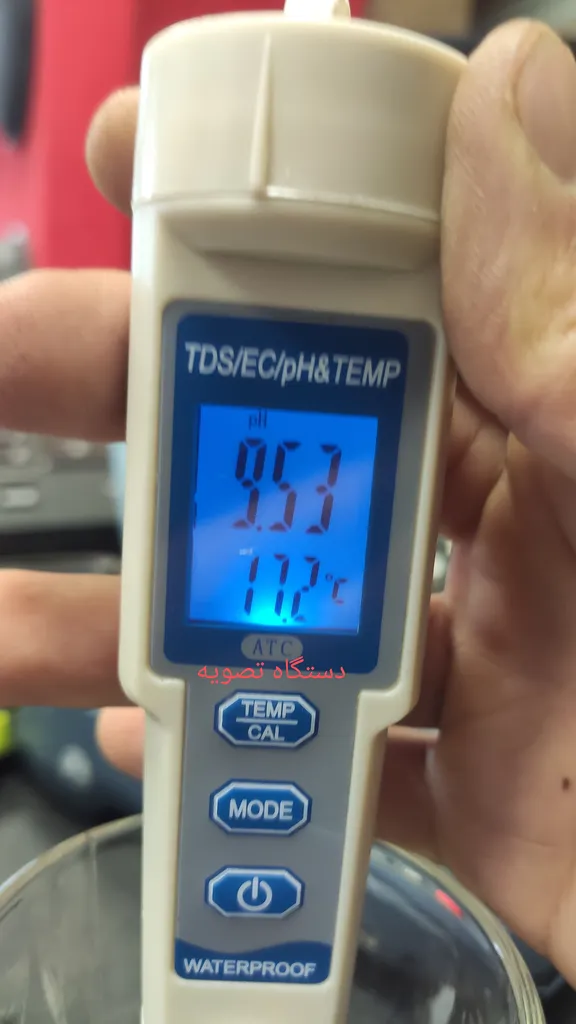 TDS/EC/pH&TEMP
pH
9.53
17.2 °C
ATC
دستگاه تصویه
TEMP
CAL
MODE
WATERPROOF